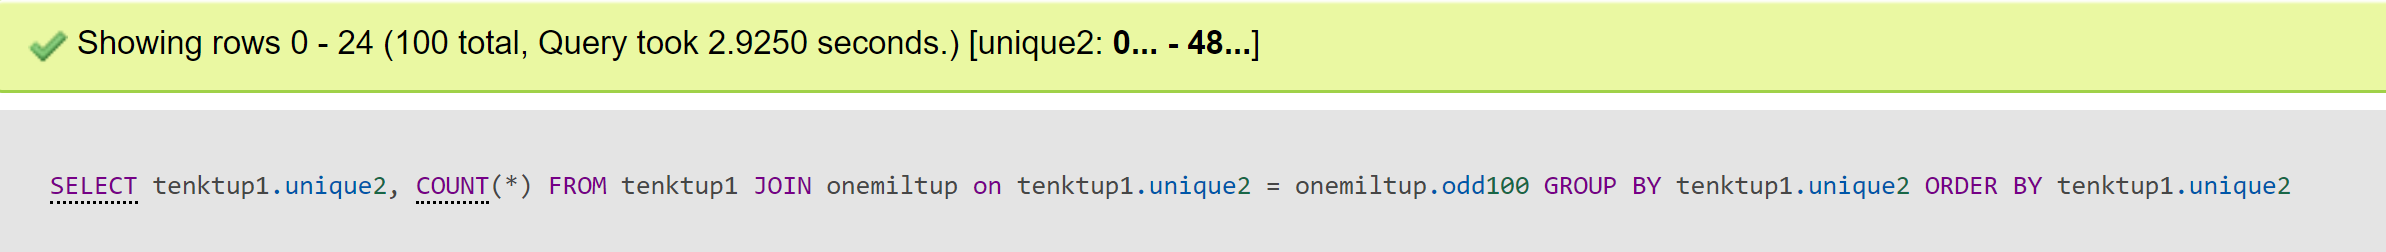 Showing rows 0 - 24 (100 total, Query took 2.9250 seconds.) [unique2: 0... - 48...]
SELECT tenktup1.unique2, COUNT(*) FROM tenktup1 JOIN onemiltup on tenktup1.unique2 = onemiltup.odd100 GROUP BY tenktup1.unique2 ORDER BY tenktup1.unique2